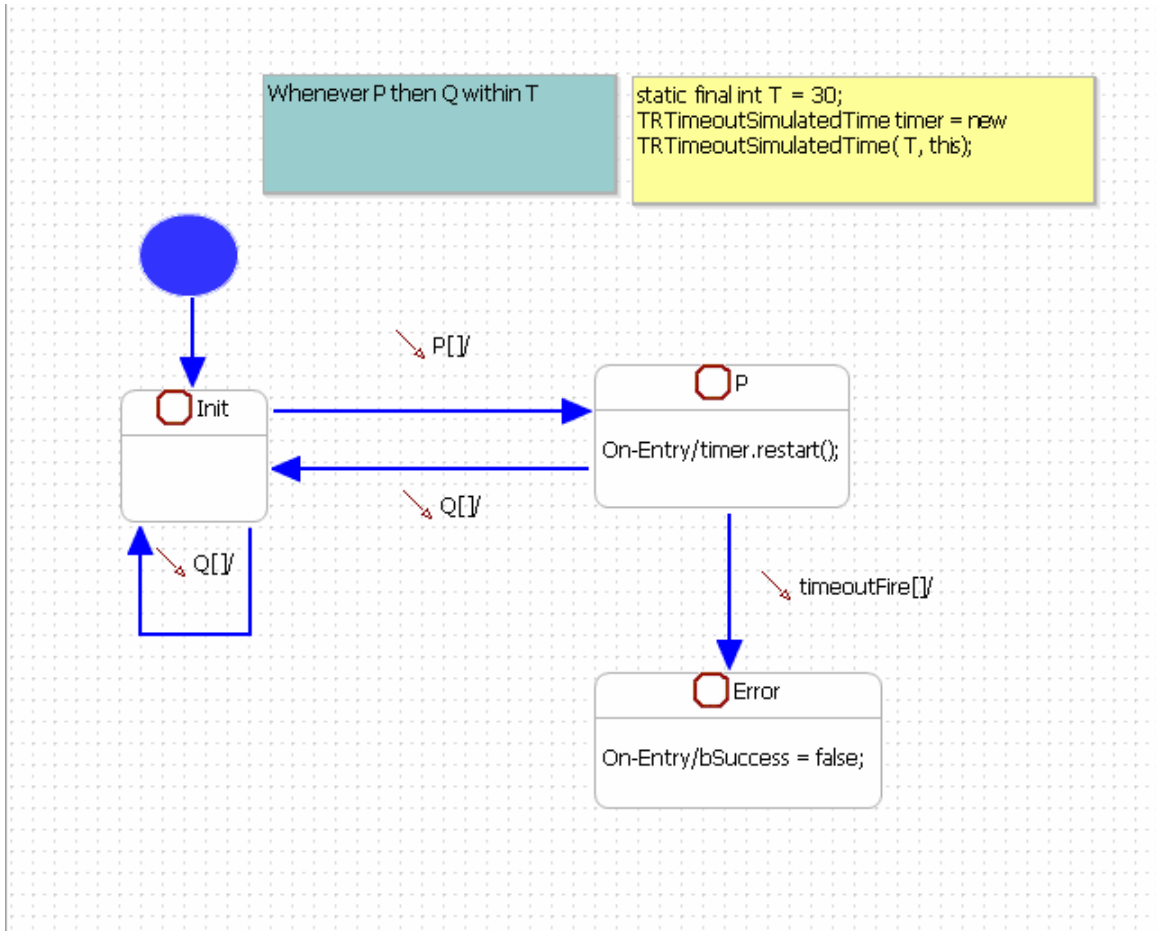 Whenever P then Q within T
static final int T = 30;
TRTimeoutSimulatedTime timer = new
TRTimeoutSimulatedTime( T, this);
P[]/
P
Init
On-Entry/timer.restart();
Q[]/
Q[]/
timeoutFire[]/
Error
On-Entry/bSuccess = false;